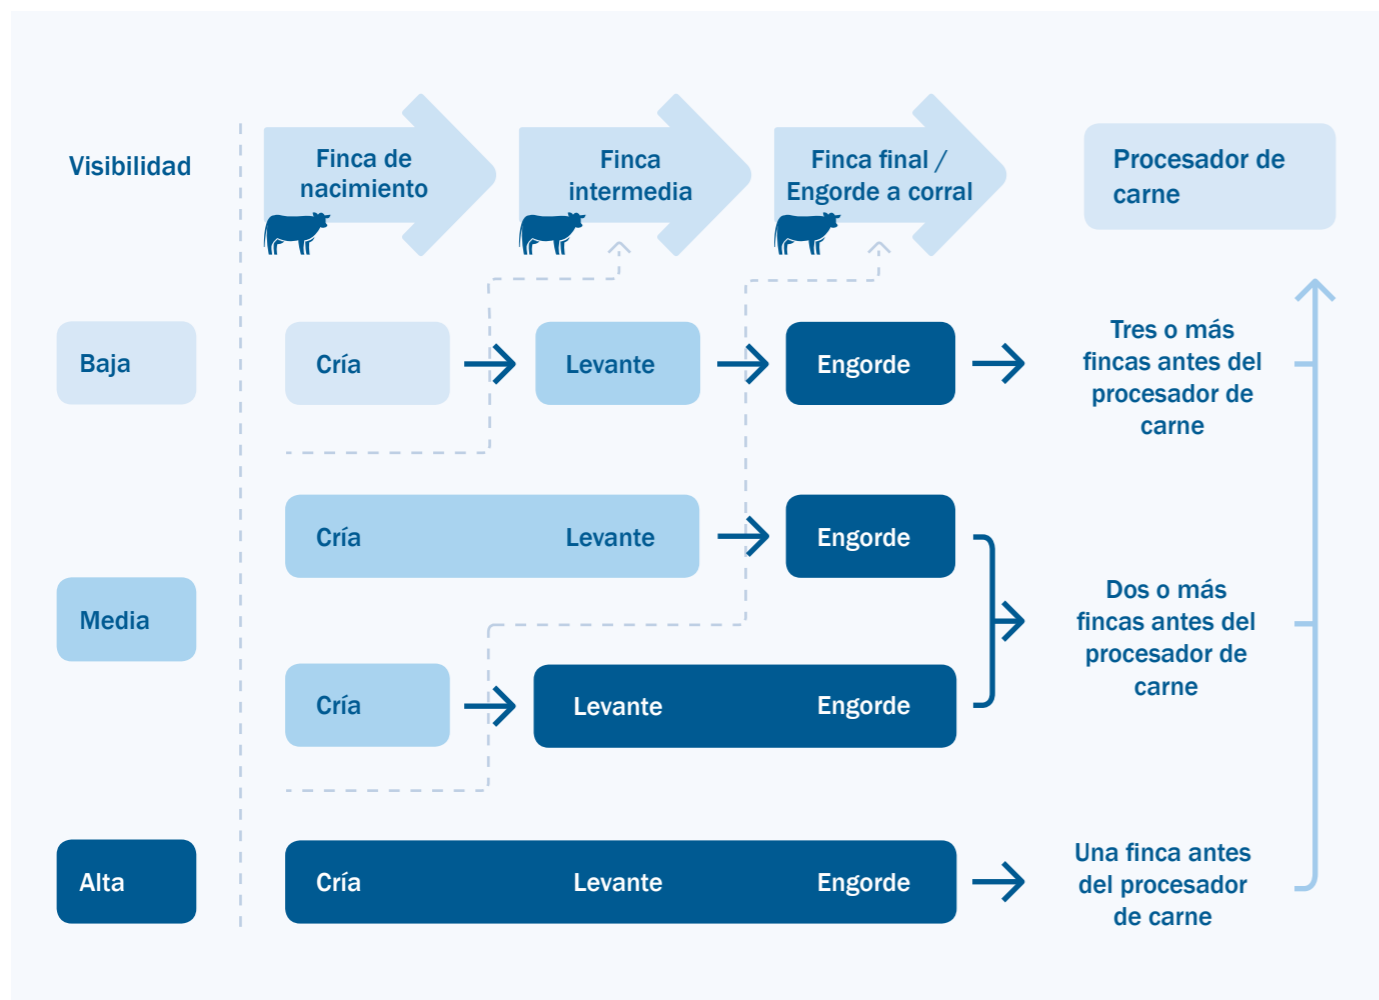 Visibilidad
Finca de
nacimiento
Finca
intermedia
Finca final /
Engorde a corral
Procesador de
carne
Baja
Cría
Levante
Engorde
Tres o más
fincas antes del
procesador de
carne
Media
Cría
Levante
Engorde
Cría
Levante
Engorde
Dos o más
fincas antes del
procesador de
carne
Alta
Cría
Levante
Engorde
Una finca antes
del procesador
de carne